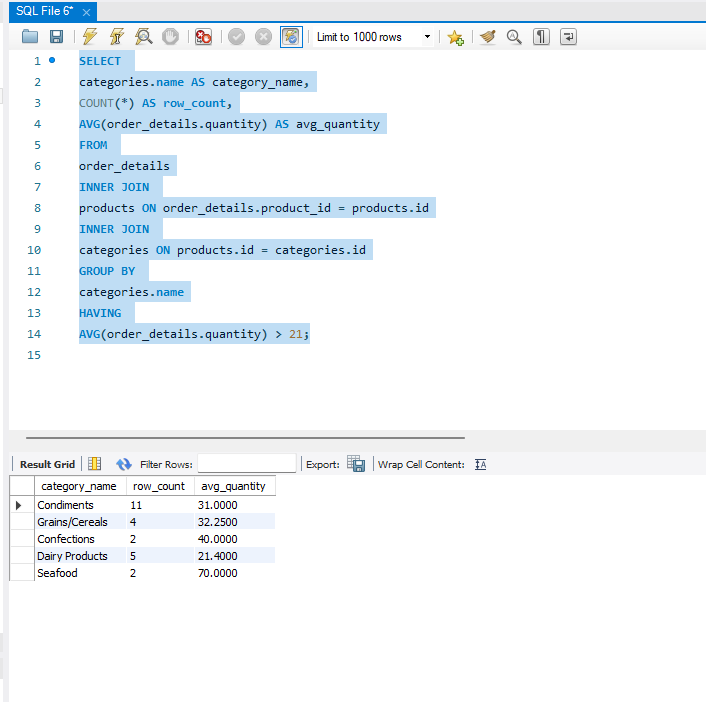 SQL File 6*
Limit to 1000 rows
1 SELECT
2 categories.name AS category_name,
3 COUNT(*) AS row_count,
4 AVG(order_details.quantity) AS avg_quantity
5 FROM
6 order_details
7 INNER JOIN
8 products ON order_details.product_id = products.id
9 INNER JOIN
10 categories ON products.id = categories.id
11 GROUP BY
12 categories.name
13 HAVING
14 AVG(order_details.quantity) > 21;
15
Result Grid Filter Rows: Export: Wrap Cell Content:
category_name row_count avg_quantity
Condiments 11 31.0000
Grains/Cereals 4 32.2500
Confections 2 40.0000
Dairy Products 5 21.4000
Seafood 2 70.0000